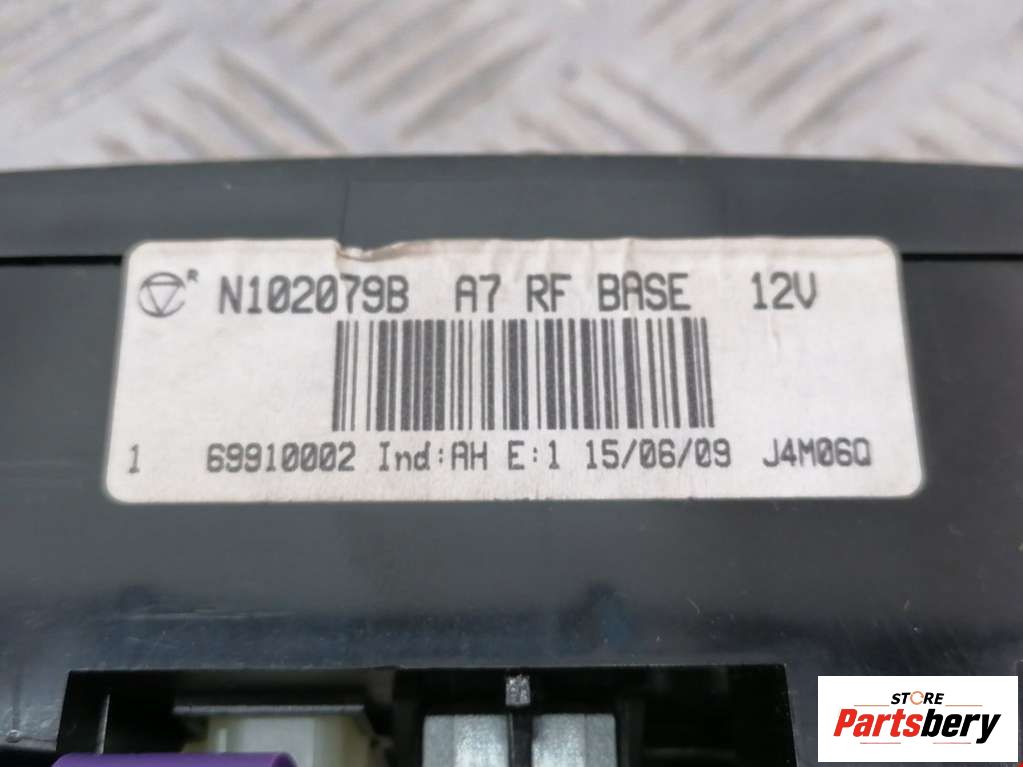 R N102079B A7 RF BASE 12V
1 69910002 Ind:AH E:1 15/06/09 J4M06Q
STORE
Partsbery